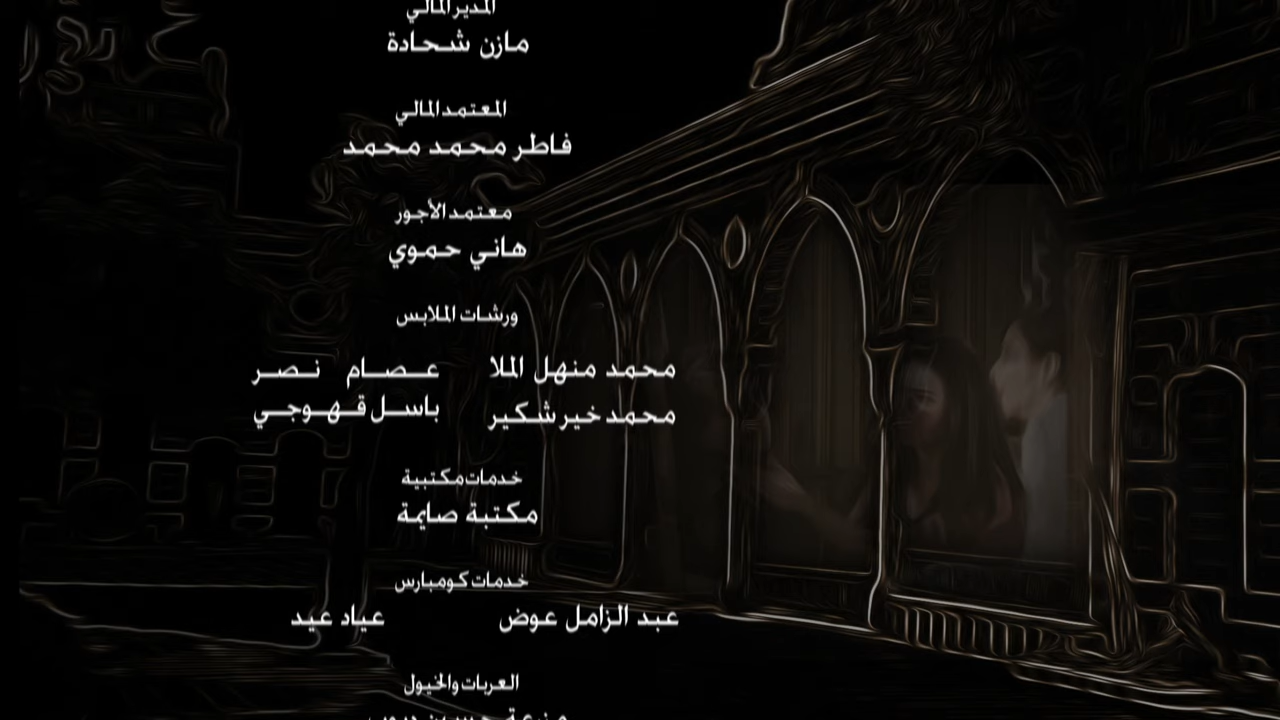 المدير المالي
مازن شحادة
المعتمد المالي
فاطر محمد محمد
معتمد الأجور
هاني حموي
ورشات الملابس
محمد منهل الملا عصام نصر
محمد خير شكير باسل قهوجي
خدمات مكتبية
مكتبة صايمة
خدمات كومبارس
عبد الزامل عوض عياد عيد
العربات والخيول